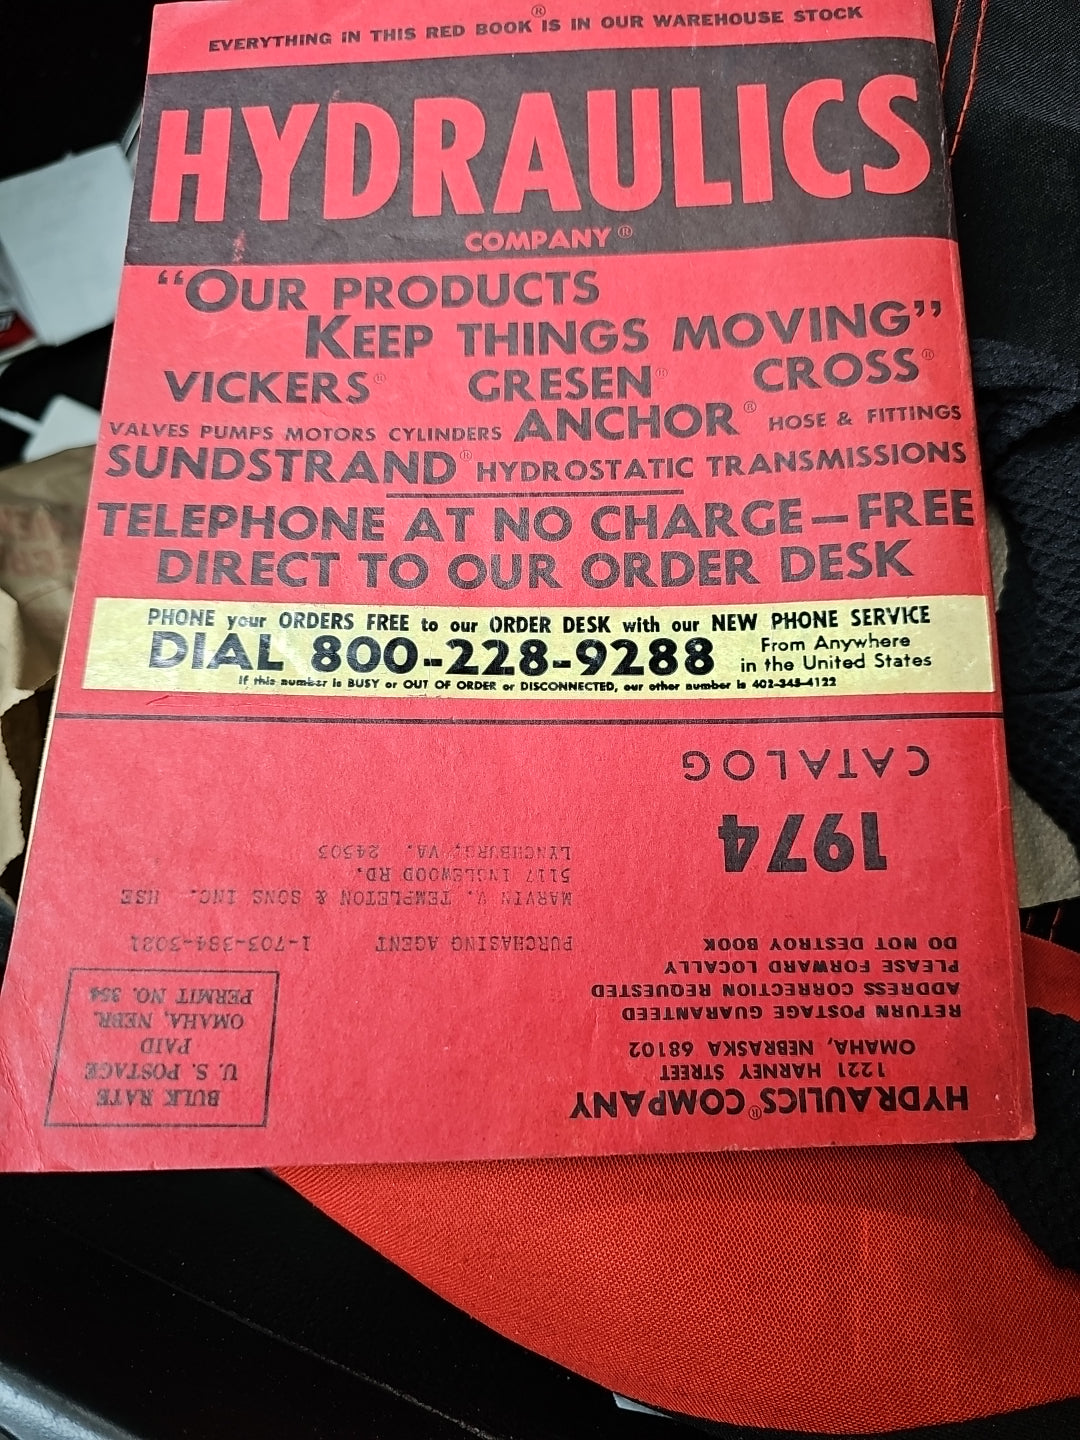 EVERYTHING IN THIS RED BOOK® IS IN OUR WAREHOUSE STOCK
HYDRAULICS
COMPANY®
“OUR PRODUCTS
KEEP THINGS MOVING”
VICKERS® GRESEN® CROSS®
VALVES PUMPS MOTORS CYLINDERS ANCHOR® HOSE & FITTINGS
SUNDSTRAND® HYDROSTATIC TRANSMISSIONS
TELEPHONE AT NO CHARGE—FREE
DIRECT TO OUR ORDER DESK
PHONE your ORDERS FREE to our ORDER DESK with our NEW PHONE SERVICE
DIAL 800-228-9288 From Anywhere
in the United States
If this number is BUSY or OUT OF ORDER or DISCONNECTED, our other number is 402-345-4122
HYDRAULICS® COMPANY
1221 HARNEY STREET
OMAHA, NEBRASKA 68102
RETURN POSTAGE GUARANTEED
ADDRESS CORRECTION REQUESTED
PLEASE FORWARD LOCALLY
DO NOT DESTROY BOOK
BULK RATE
U. S. POSTAGE
PAID
OMAHA, NEBR.
PERMIT NO. 354
PURCHASING AGENT 1-703-384-3021
MARVIN V. TEMPLETON & SONS INC. HSE
5117 INGLEWOOD RD.
LYNCHBURG, VA. 24503
1974
CATALOG